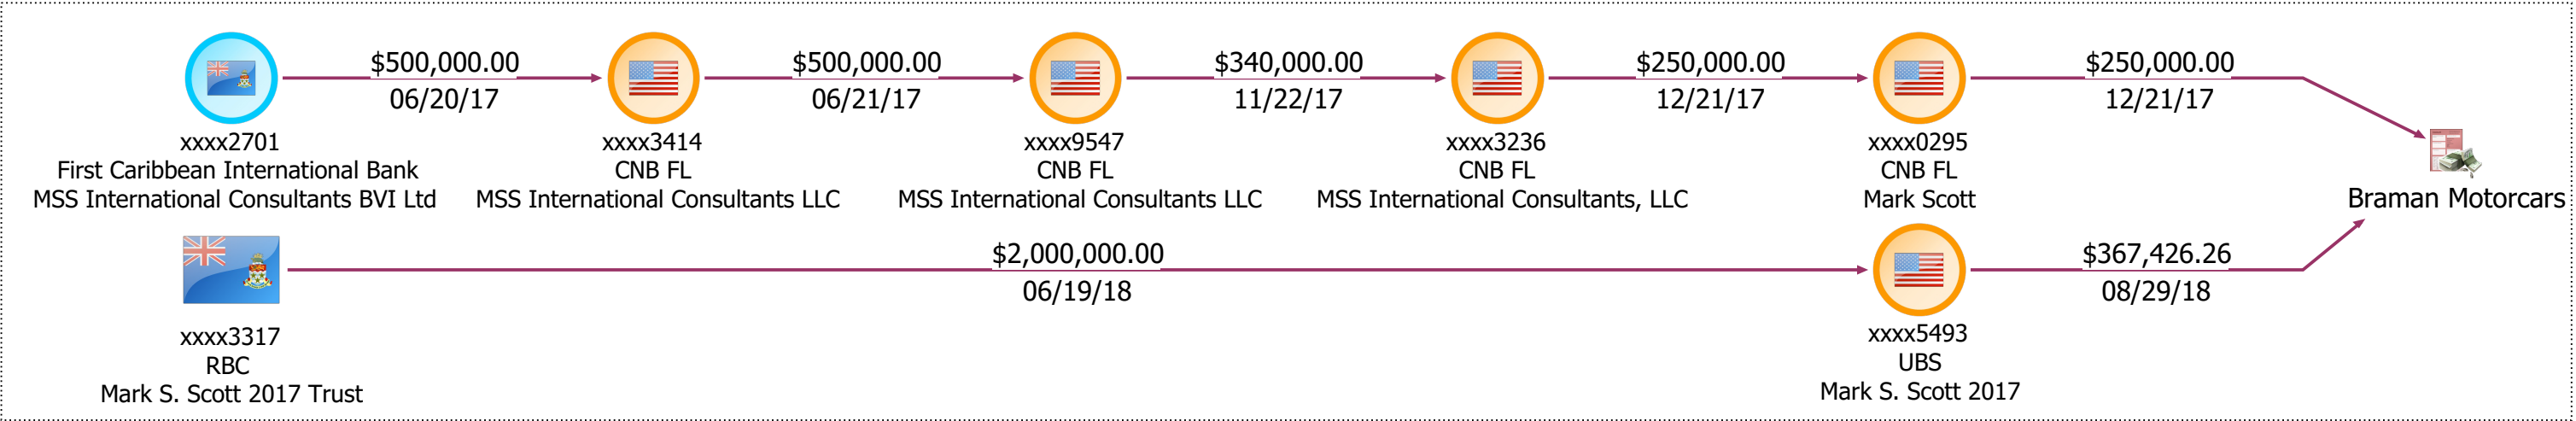 $500,000.00
06/20/17
$500,000.00
06/21/17
$340,000.00
11/22/17
$250,000.00
12/21/17
$250,000.00
12/21/17
xxxx2701
First Caribbean International Bank
MSS International Consultants BVI Ltd
xxxx3414
CNB FL
MSS International Consultants LLC
xxxx9547
CNB FL
MSS International Consultants LLC
xxxx3236
CNB FL
MSS International Consultants, LLC
xxxx0295
CNB FL
Mark Scott
Braman Motorcars
$2,000,000.00
06/19/18
$367,426.26
08/29/18
xxxx3317
RBC
Mark S. Scott 2017 Trust
xxxx5493
UBS
Mark S. Scott 2017